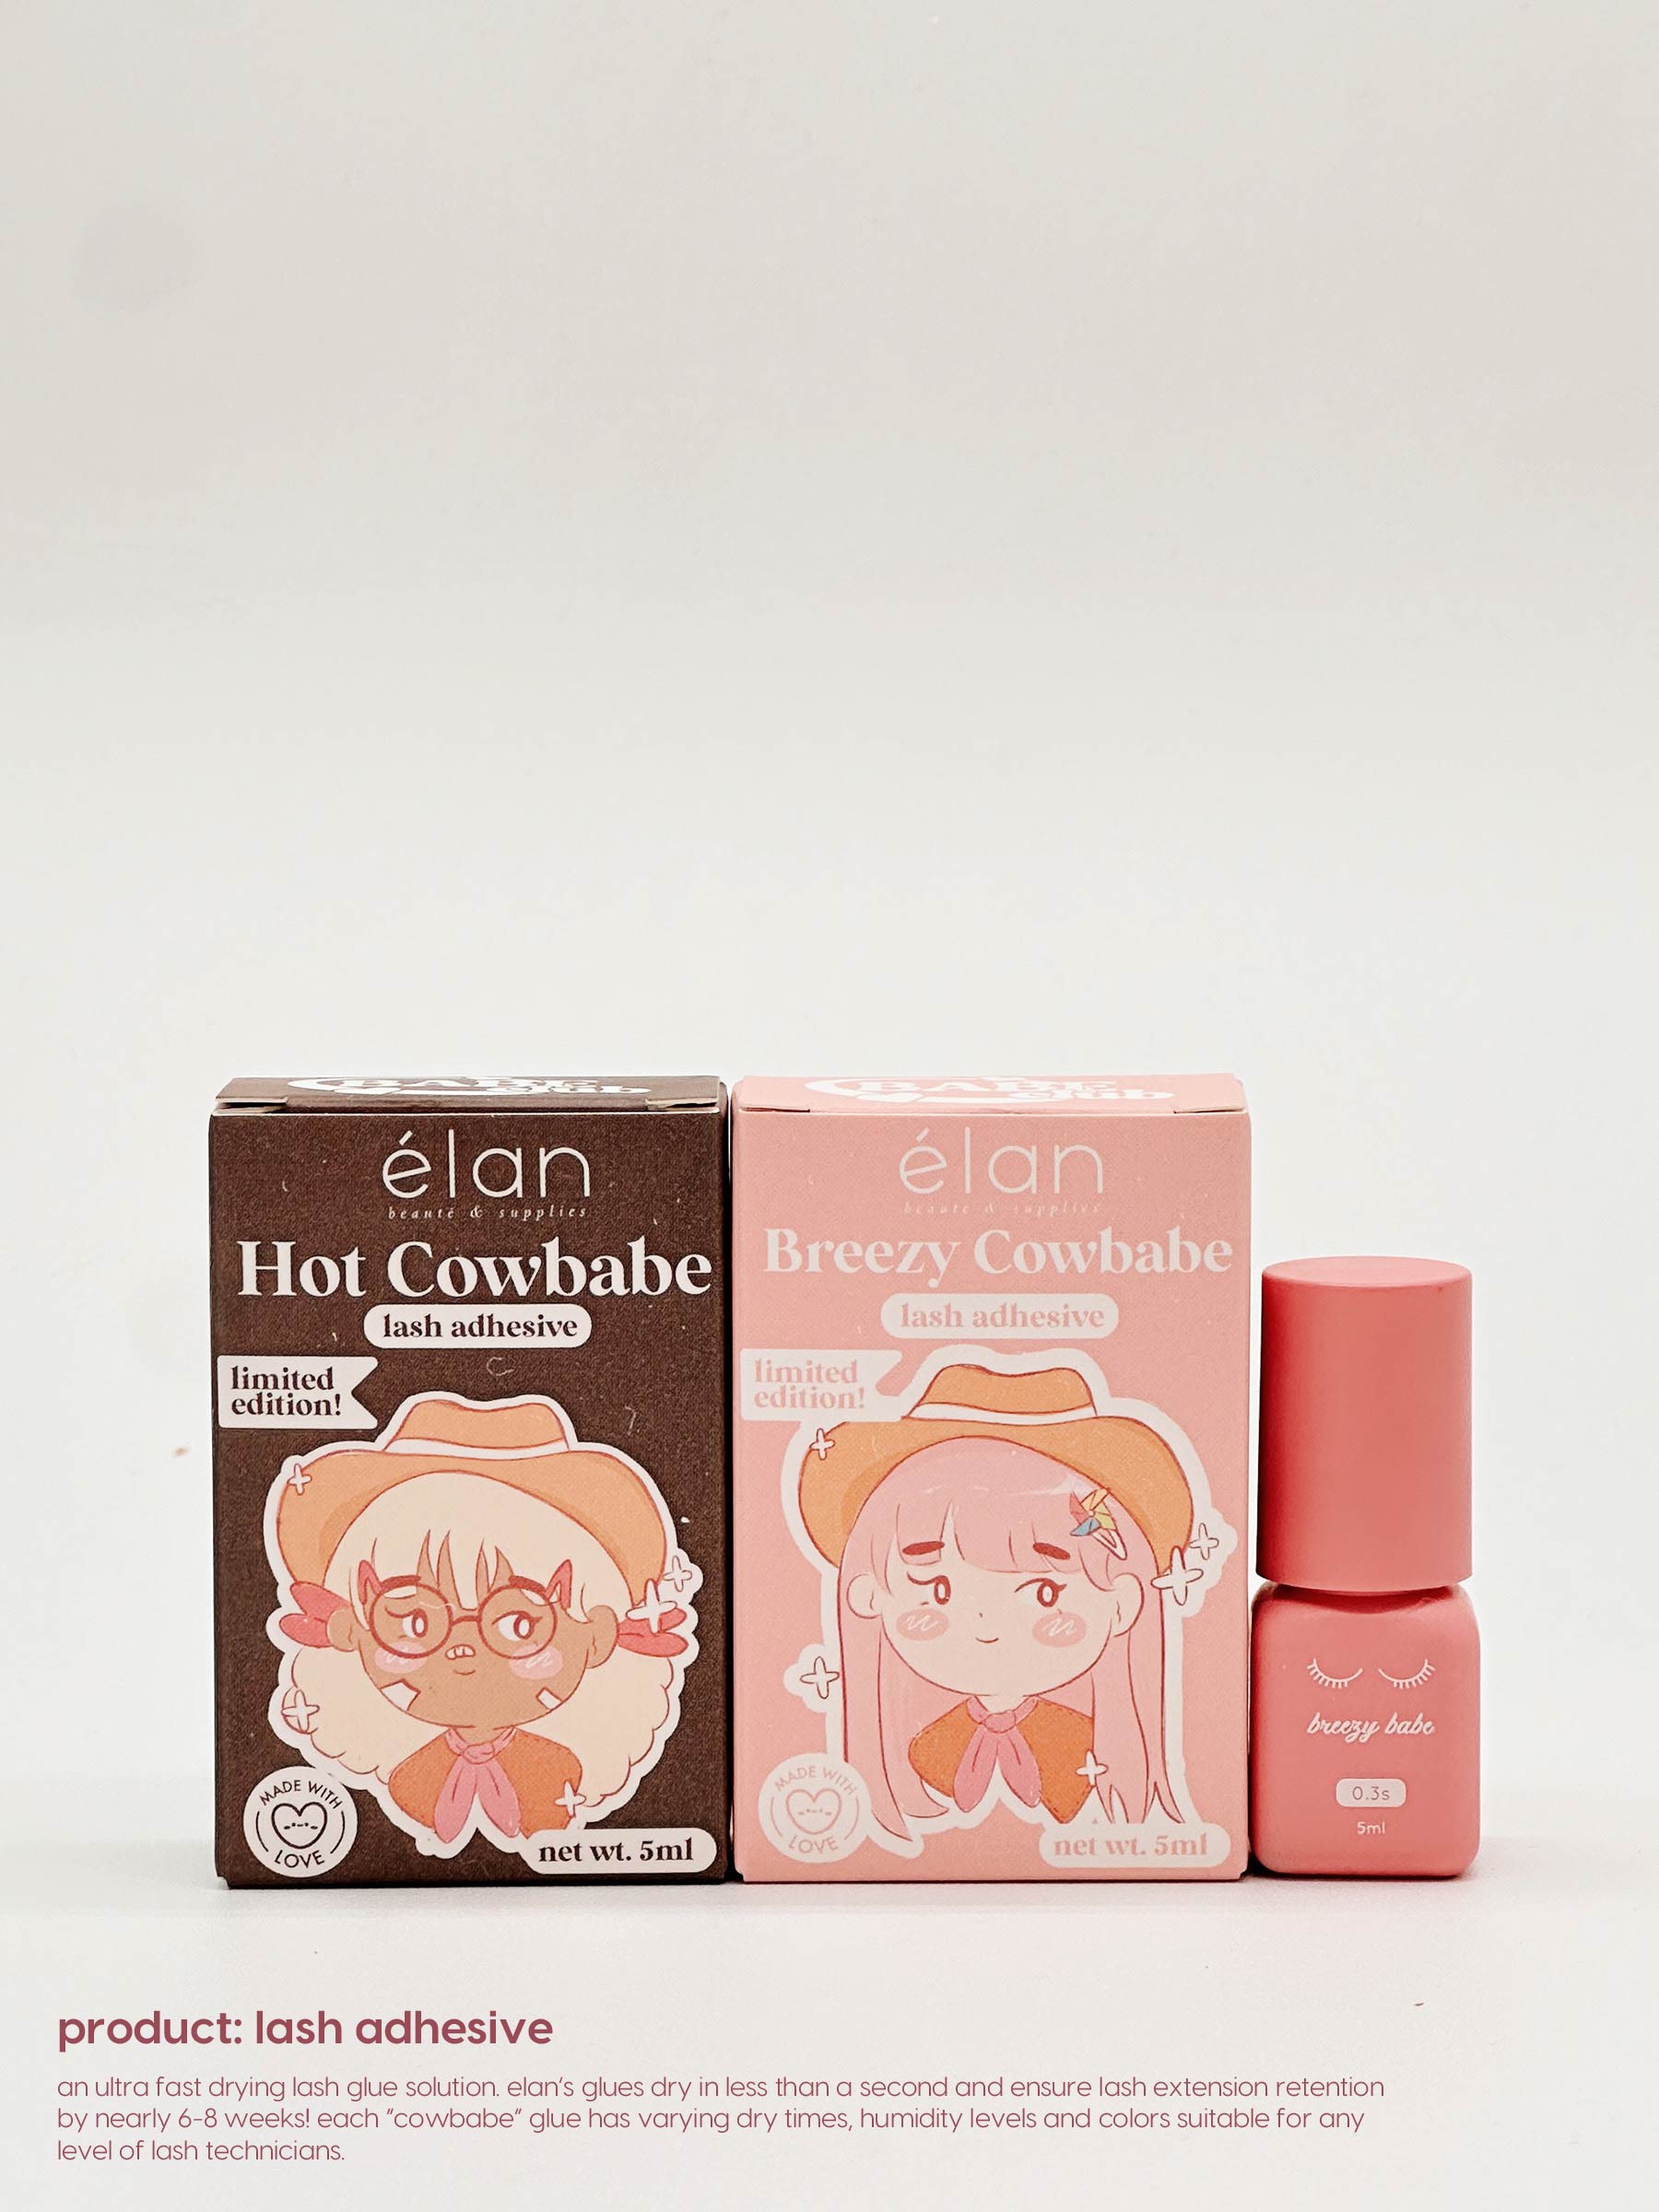 BABE
club
élan
beauté & supplies
Hot Cowbabe
lash adhesive
limited
edition!
MADE WITH
LOVE
net wt. 5ml
BABE
club
élan
beauté & supplies
Breezy Cowbabe
lash adhesive
limited
edition!
MADE WITH
LOVE
net wt. 5ml
breezy babe
0.3s
5ml
product: lash adhesive
an ultra fast drying lash glue solution. elan's glues dry in less than a second and ensure lash extension retention
by nearly 6-8 weeks! each "cowbabe" glue has varying dry times, humidity levels and colors suitable for any
level of lash technicians.